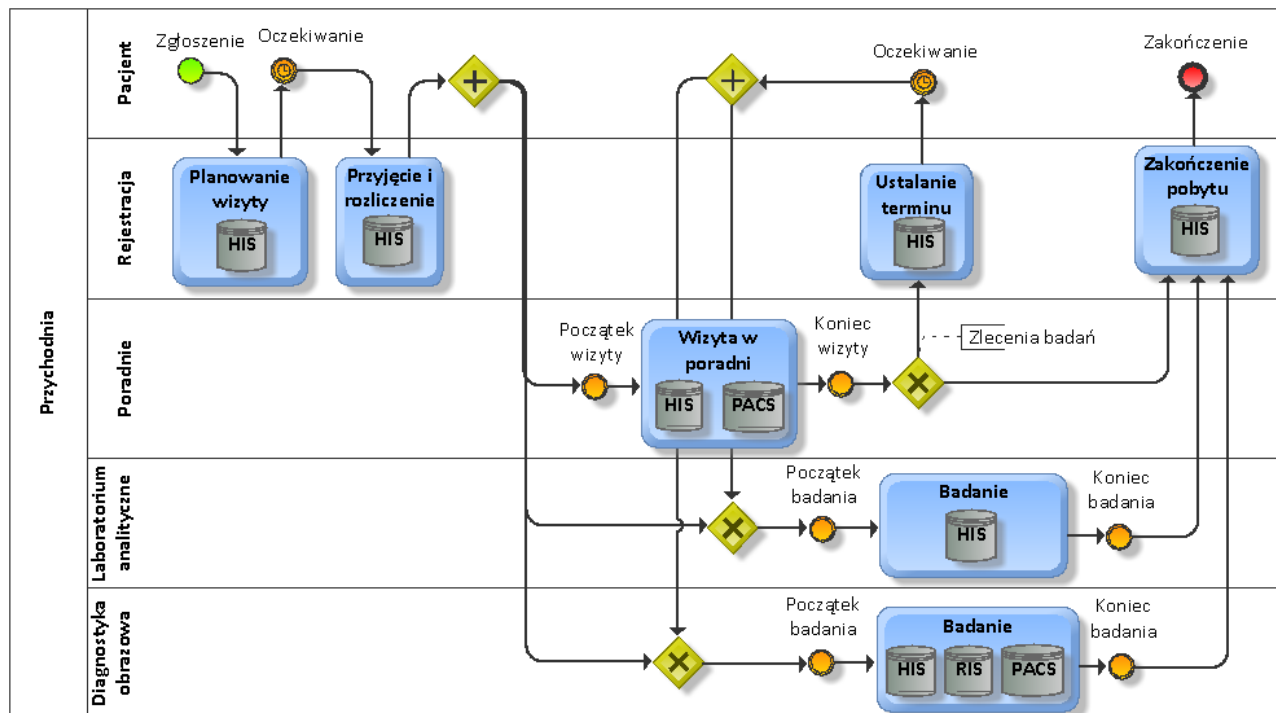 Przychodnia
Pacjent
Zgłoszenie
Oczekiwanie
Oczekiwanie
Zakończenie
Rejestracja
Planowanie
wizyty
HIS
Przyjęcie i
rozliczenie
HIS
Ustalanie
terminu
HIS
Zakończenie
pobytu
HIS
Poradnie
Początek
wizyty
Wizyta w
poradni
HIS
PACS
Koniec
wizyty
Zlecenia badań
Laboratorium
analityczne
Początek
badania
Badanie
HIS
Koniec
badania
Diagnostyka
obrazowa
Początek
badania
Badanie
HIS
RIS
PACS
Koniec
badania